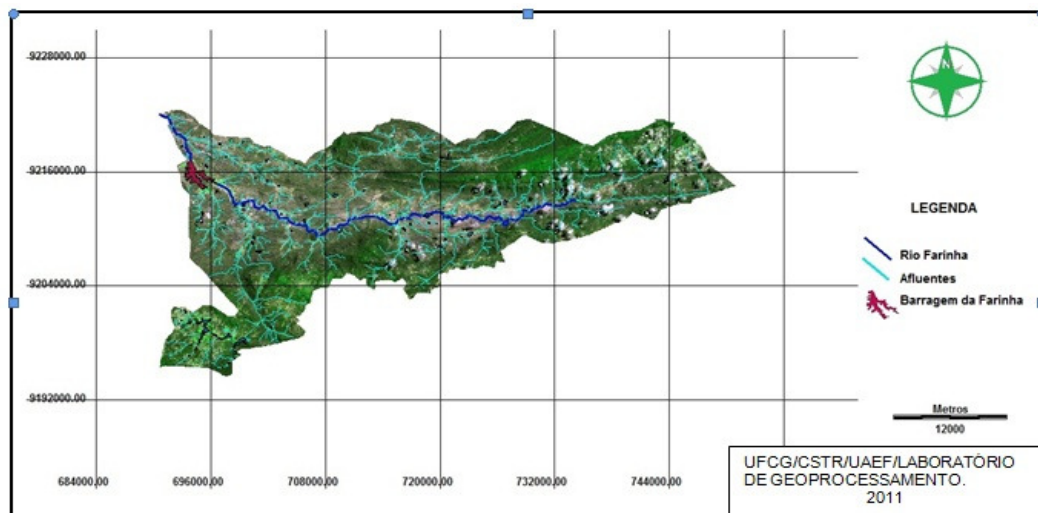 9228000.00
N
9216000.00
LEGENDA
Rio Farinha
Afluentes
9204000.00
Barragem da Farinha
9192000.00
Metros
12000
UFCG/CSTR/UAEF/LABORATÓRIO
DE GEOPROCESSAMENTO.
2011
684000.00 696000.00 708000.00 720000.00 732000.00 744000.00